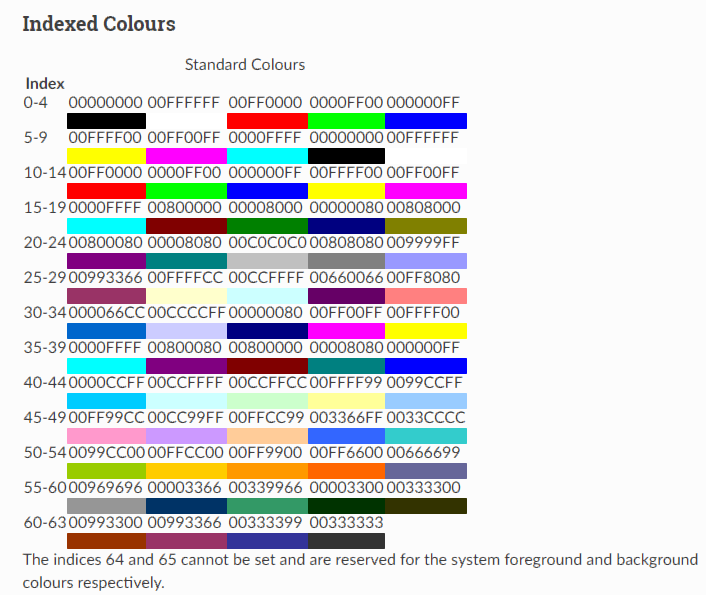 Indexed Colours
Standard Colours
Index
0-4 00000000 00FFFFFF 00FF0000 0000FF00 000000FF
5-9 00FFFF00 00FF00FF 0000FFFF 00000000 00FFFFFF
10-14 00FF0000 0000FF00 000000FF 00FFFF00 00FF00FF
15-19 0000FFFF 00800000 00008000 00000080 00808000
20-24 00800080 00008080 00C0C0C0 00808080 009999FF
25-29 00993366 00FFFFCC 00CCFFFF 00660066 00FF8080
30-34 000066CC 00CCCCFF 00000080 00FF00FF 00FFFF00
35-39 0000FFFF 00800080 00800000 00008080 000000FF
40-44 0000CCFF 00CCFFFF 00CCFFCC 00FFFF99 0099CCFF
45-49 00FF99CC 00CC99FF 00FFCC99 003366FF 0033CCCC
50-54 0099CC00 00FFCC00 00FF9900 00FF6600 00666699
55-60 00969696 00003366 00339966 00003300 00333300
60-63 00993300 00993366 00333399 00333333
The indices 64 and 65 cannot be set and are reserved for the system foreground and background
colours respectively.